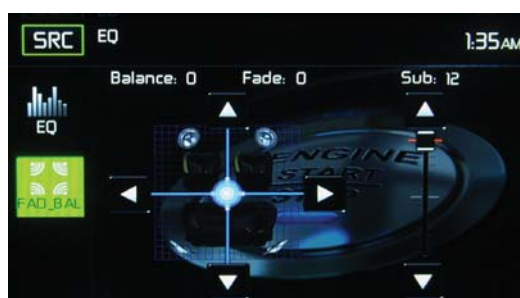 SRC EQ 1:35AM
Balance: 0 Fade: 0 Sub: 12
EQ
ENGINE
START
FAD_BAL